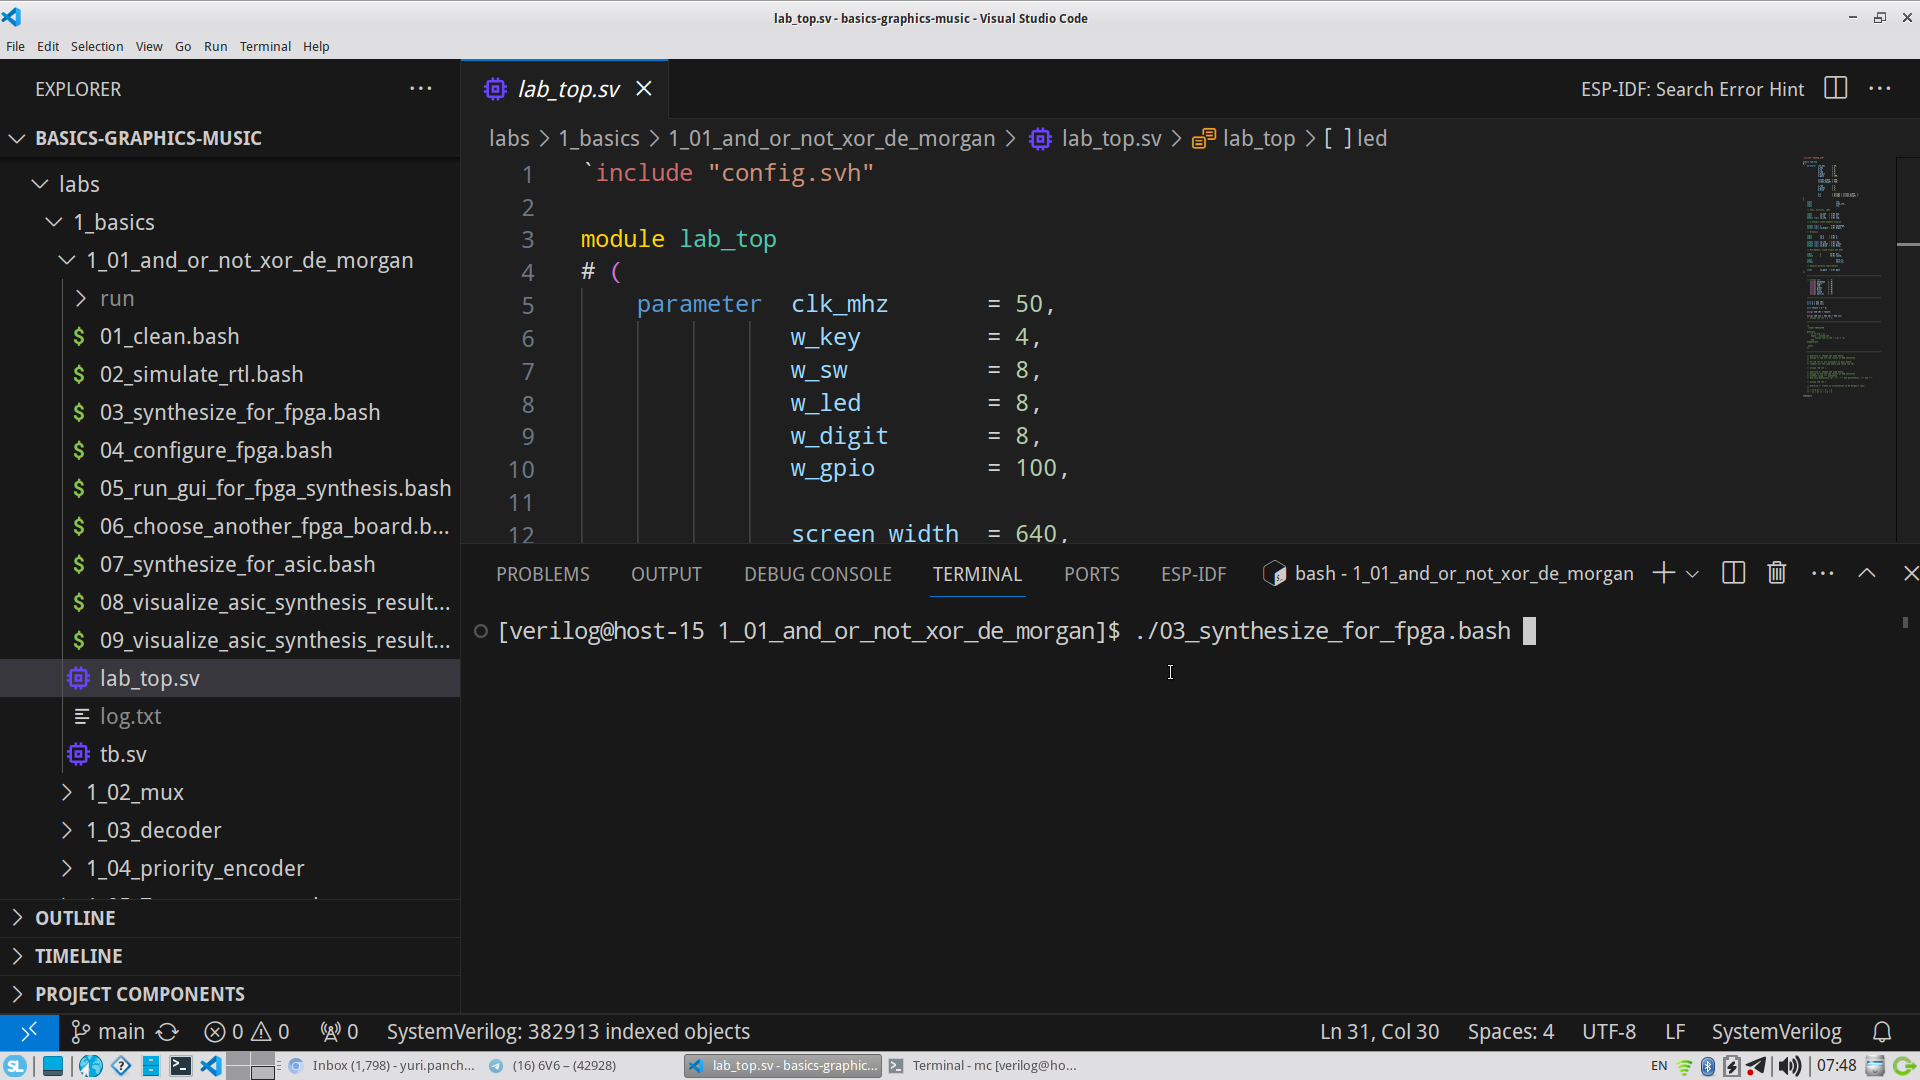 lab_top.sv - basics-graphics-music - Visual Studio Code
File Edit Selection View Go Run Terminal Help
EXPLORER
BASICS-GRAPHICS-MUSIC
labs
1_basics
1_01_and_or_not_xor_de_morgan
run
01_clean.bash
02_simulate_rtl.bash
03_synthesize_for_fpga.bash
04_configure_fpga.bash
05_run_gui_for_fpga_synthesis.bash
06_choose_another_fpga_board.b...
07_synthesize_for_asic.bash
08_visualize_asic_synthesis_result...
09_visualize_asic_synthesis_result...
lab_top.sv
log.txt
tb.sv
1_02_mux
1_03_decoder
1_04_priority_encoder
OUTLINE
TIMELINE
PROJECT COMPONENTS
lab_top.sv
ESP-IDF: Search Error Hint
labs > 1_basics > 1_01_and_or_not_xor_de_morgan > lab_top.sv > lab_top > [ ] led
1 `include "config.svh"
2
3 module lab_top
4 # (
5 parameter clk_mhz = 50,
6 w_key = 4,
7 w_sw = 8,
8 w_led = 8,
9 w_digit = 8,
10 w_gpio = 100,
11
12 screen_width = 640,
PROBLEMS OUTPUT DEBUG CONSOLE TERMINAL PORTS ESP-IDF bash - 1_01_and_or_not_xor_de_morgan
[verilog@host-15 1_01_and_or_not_xor_de_morgan]$ ./03_synthesize_for_fpga.bash
main 0 0 0 SystemVerilog: 382913 indexed objects Ln 31, Col 30 Spaces: 4 UTF-8 LF SystemVerilog
SL Inbox (1,798) - yuri.panch... (16) 6V6 – (42928) lab_top.sv - basics-graphic... Terminal - mc [verilog@ho... EN 07:48